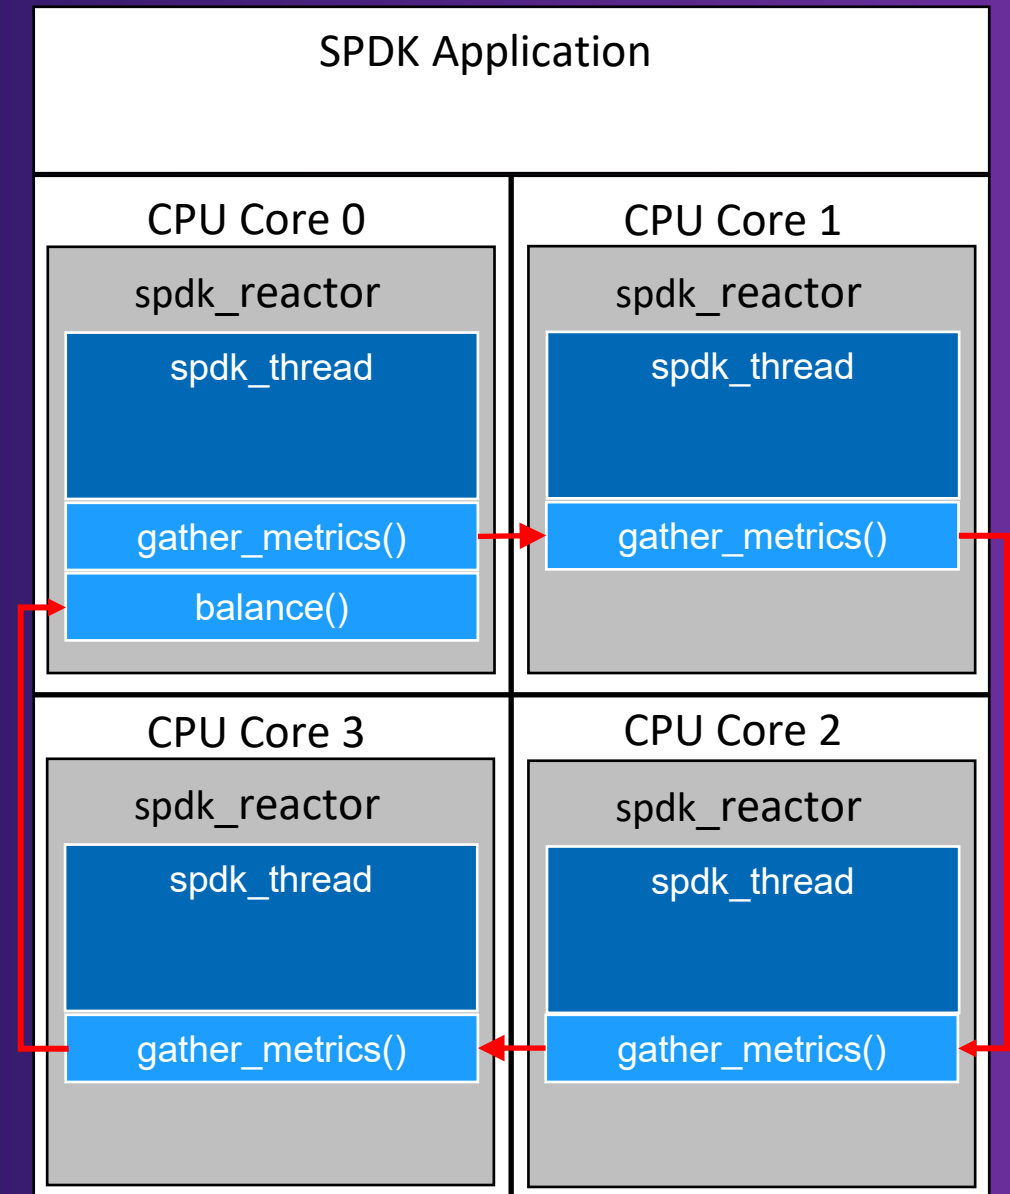 SPDK Application
CPU Core 0
spdk_reactor
spdk_thread
gather_metrics()
balance()
CPU Core 1
spdk_reactor
spdk_thread
gather_metrics()
CPU Core 3
spdk_reactor
spdk_thread
gather_metrics()
CPU Core 2
spdk_reactor
spdk_thread
gather_metrics()